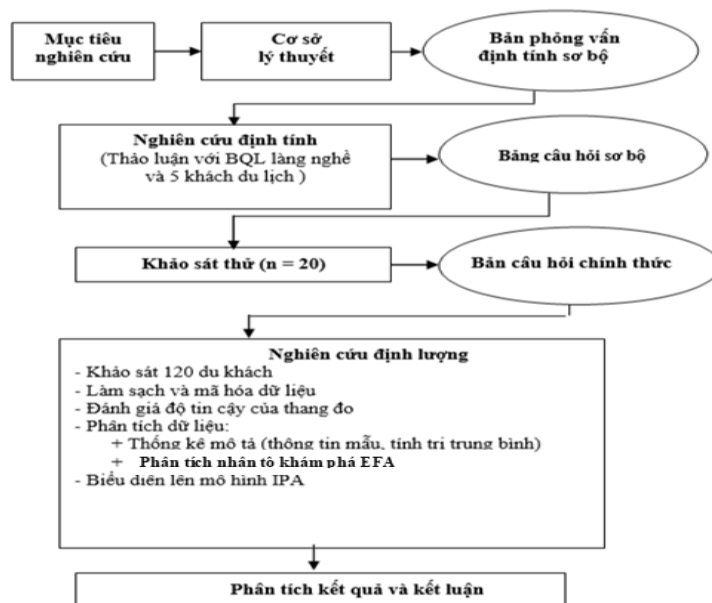 Mục tiêu
nghiên cứu
Cơ sở
lý thuyết
Bản phỏng vấn
định tính sơ bộ
Nghiên cứu định tính
(Thảo luận với BQL làng nghề
và 5 khách du lịch )
Bảng câu hỏi sơ bộ
Khảo sát thử (n = 20)
Bản câu hỏi chính thức
Nghiên cứu định lượng
- Khảo sát 120 du khách
- Làm sạch và mã hóa dữ liệu
- Đánh giá độ tin cậy của thang đo
- Phân tích dữ liệu:
+ Thống kê mô tả (thông tin mẫu, tính trị trung bình)
+ Phân tích nhân tố khám phá EFA
- Biểu diễn lên mô hình IPA
Phân tích kết quả và kết luận